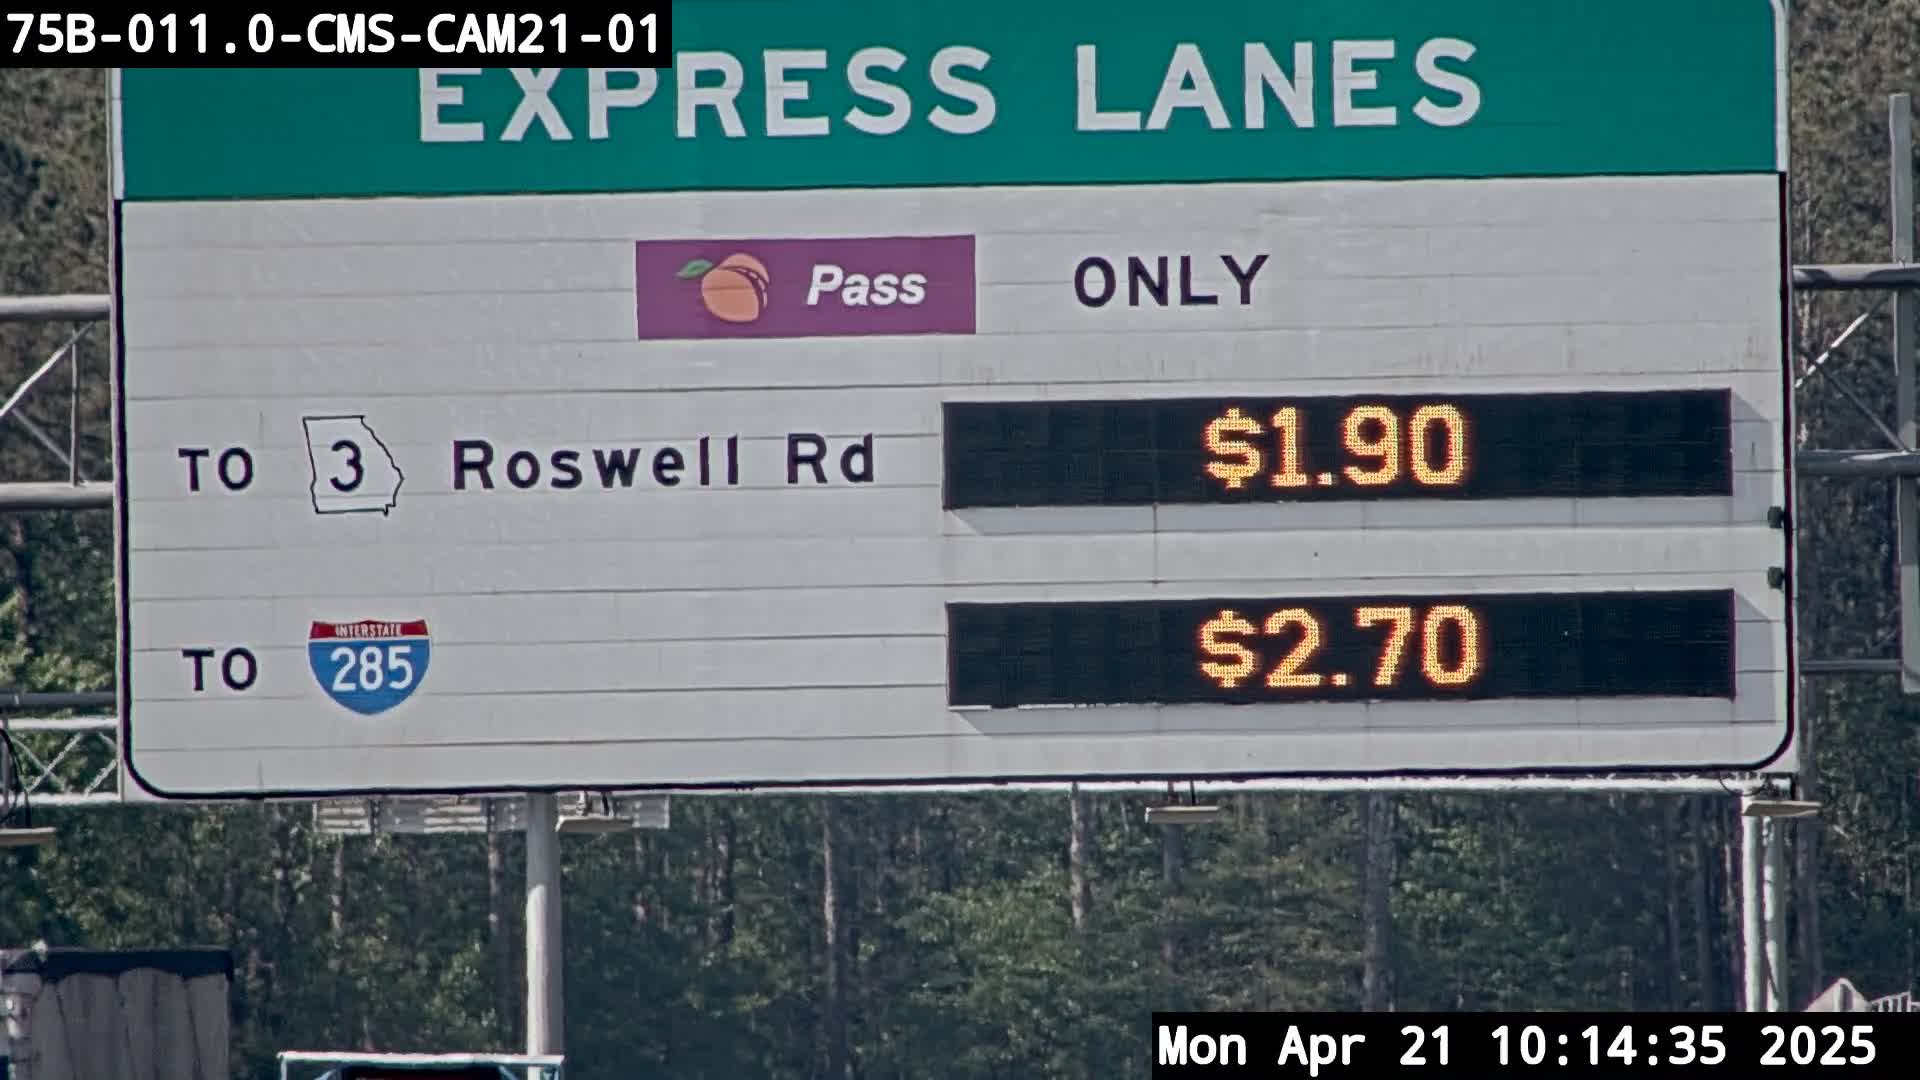 75B-011.0-CMS-CAM21-01
EXPRESS LANES
Pass ONLY
TO 3 Roswell Rd $1.90
TO INTERSTATE 285 $2.70
Mon Apr 21 10:14:35 2025